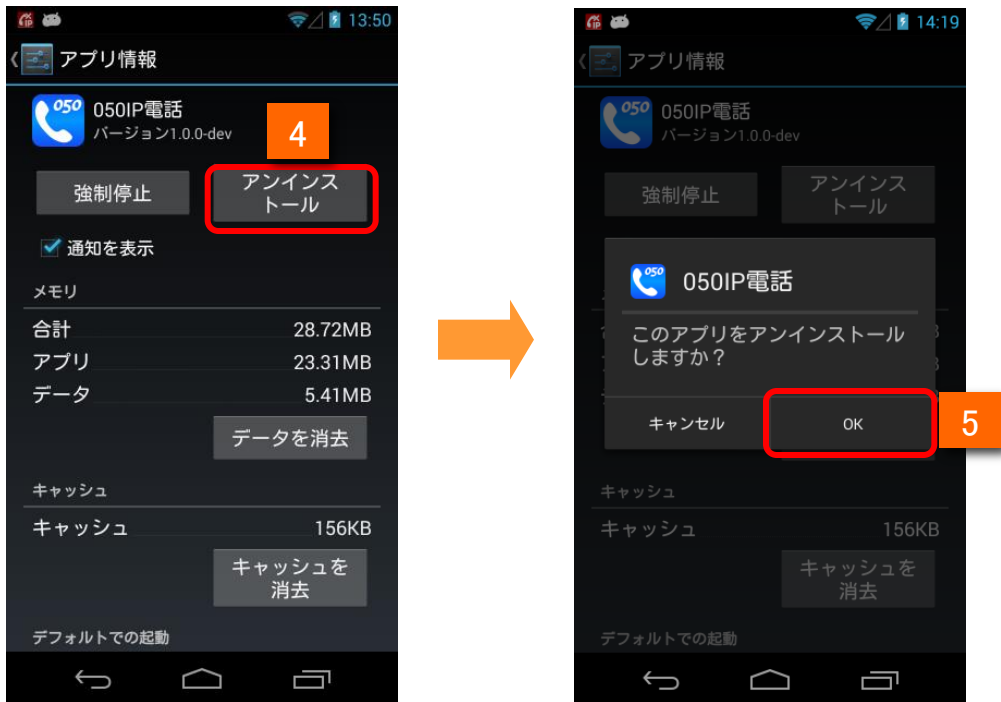 13:50
アプリ情報
050
050IP電話
バージョン1.0.0-dev
4
強制停止
アンインス
トール
通知を表示
メモリ
合計 28.72MB
アプリ 23.31MB
データ 5.41MB
データを消去
キャッシュ
キャッシュ 156KB
キャッシュを
消去
デフォルトでの起動
14:19
アプリ情報
050
050IP電話
バージョン1.0.0-dev
強制停止
アンインス
トール
050
050IP電話
このアプリをアンインストール
しますか？
キャンセル
OK
5
キャッシュ
キャッシュ 156KB
キャッシュを
消去
デフォルトでの起動